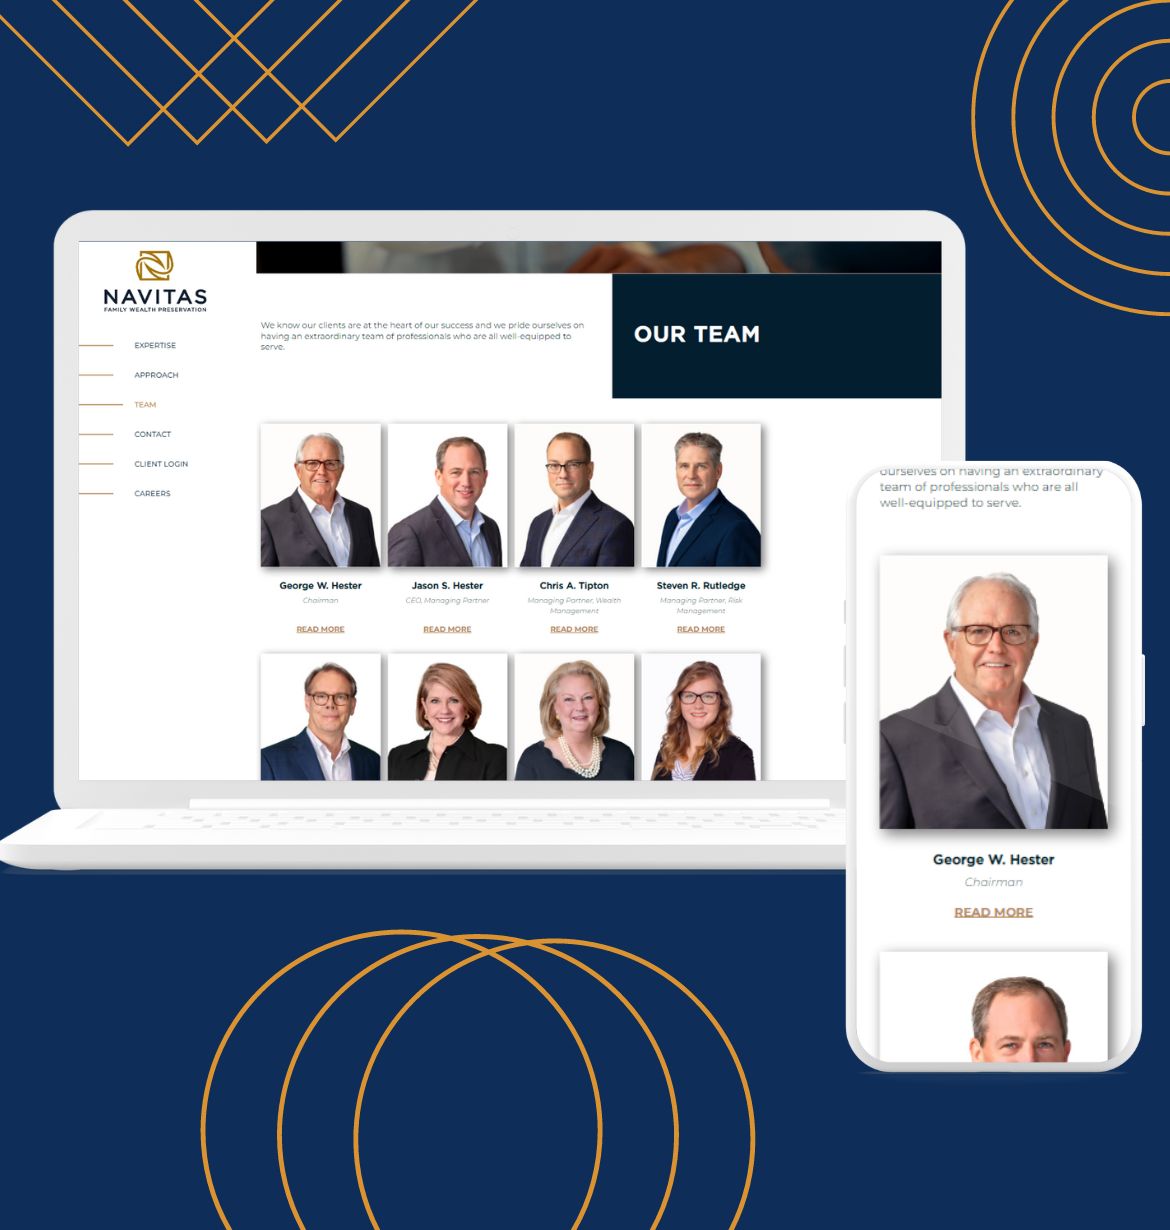 NAVITAS
FAMILY WEALTH PRESERVATION
EXPERTISE
APPROACH
TEAM
CONTACT
CLIENT LOGIN
CAREERS
We know our clients are at the heart of our success and we pride ourselves on
having an extraordinary team of professionals who are all well-equipped to
serve.
OUR TEAM
George W. Hester
Chairman
READ MORE
Jason S. Hester
CEO, Managing Partner
READ MORE
Chris A. Tipton
Managing Partner, Wealth
Management
READ MORE
Steven R. Rutledge
Managing Partner, Risk
Management
READ MORE
ourselves on having an extraordinary
team of professionals who are all
well-equipped to serve.
George W. Hester
Chairman
READ MORE